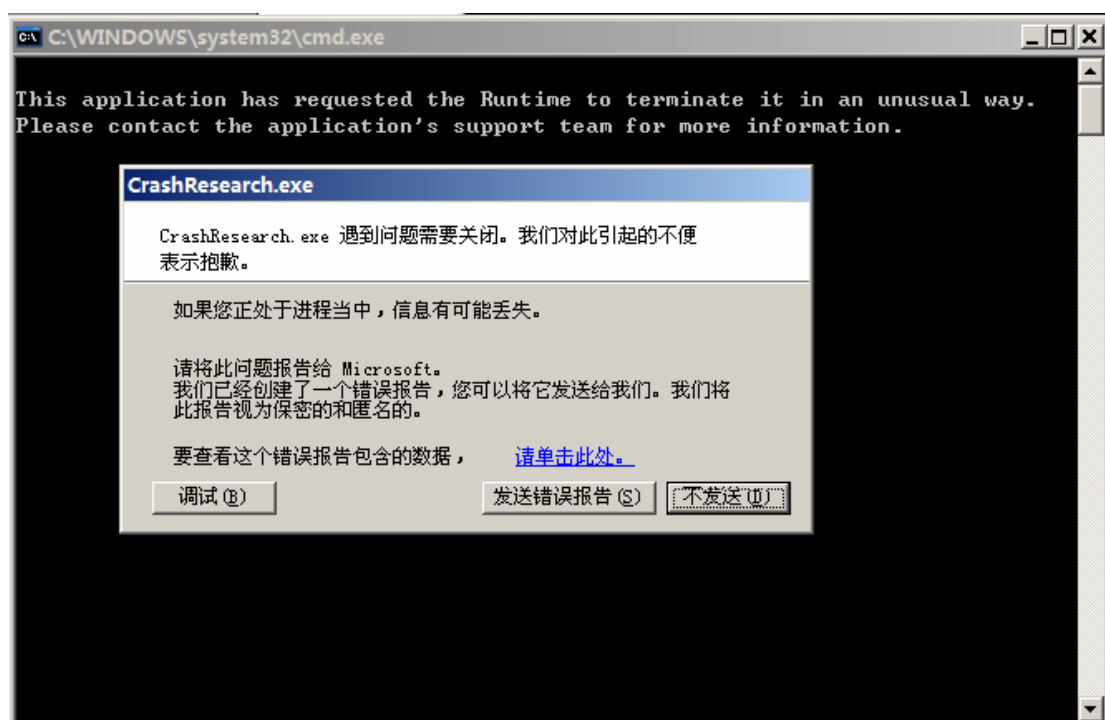 C:\WINDOWS\system32\cmd.exe
This application has requested the Runtime to terminate it in an unusual way.
Please contact the application's support team for more information.
CrashResearch.exe
CrashResearch.exe 遇到问题需要关闭。我们对此引起的不便
表示抱歉。
如果您正处于进程当中，信息有可能丢失。
请将此问题报告给 Microsoft。
我们已经创建了一个错误报告，您可以将它发送给我们。我们将
此报告视为保密的和匿名的。
要查看这个错误报告包含的数据， 请单击此处。
调试(B) 发送错误报告(S) 不发送(D)